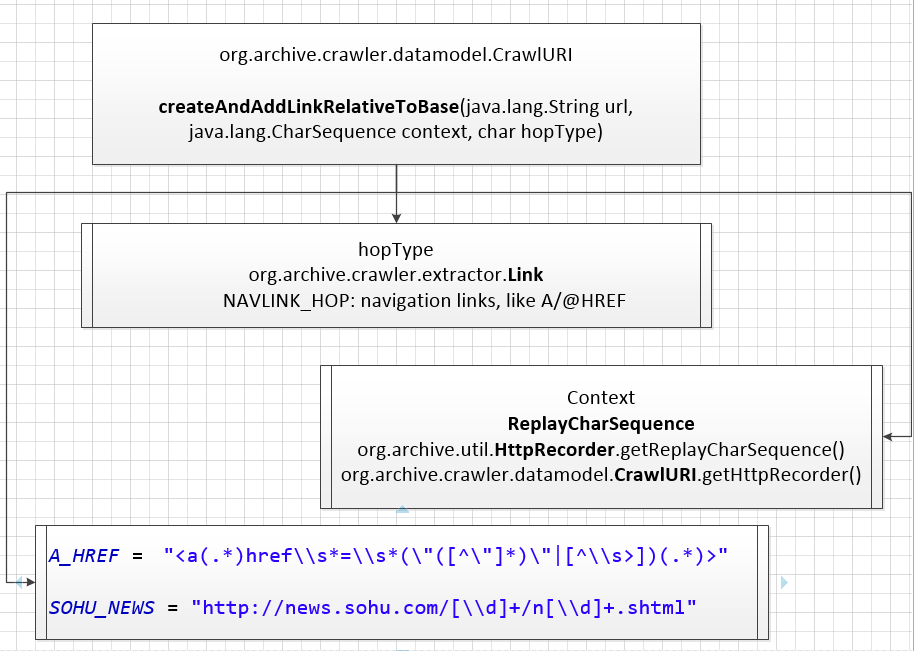 org.archive.crawler.datamodel.CrawlURI
createAndAddLinkRelativeToBase(java.lang.String url,
java.lang.CharSequence context, char hopType)
hopType
org.archive.crawler.extractor.Link
NAVLINK_HOP: navigation links, like A/@HREF
Context
ReplayCharSequence
org.archive.util.HttpRecorder.getReplayCharSequence()
org.archive.crawler.datamodel.CrawlURI.getHttpRecorder()
A_HREF = "<a(.*)href\\s*=\\s*(\"([^\"]*)\"|[^\\s>])(.*)>"
SOHU_NEWS = "http://news.sohu.com/[\\d]+/n[\\d]+.shtml"